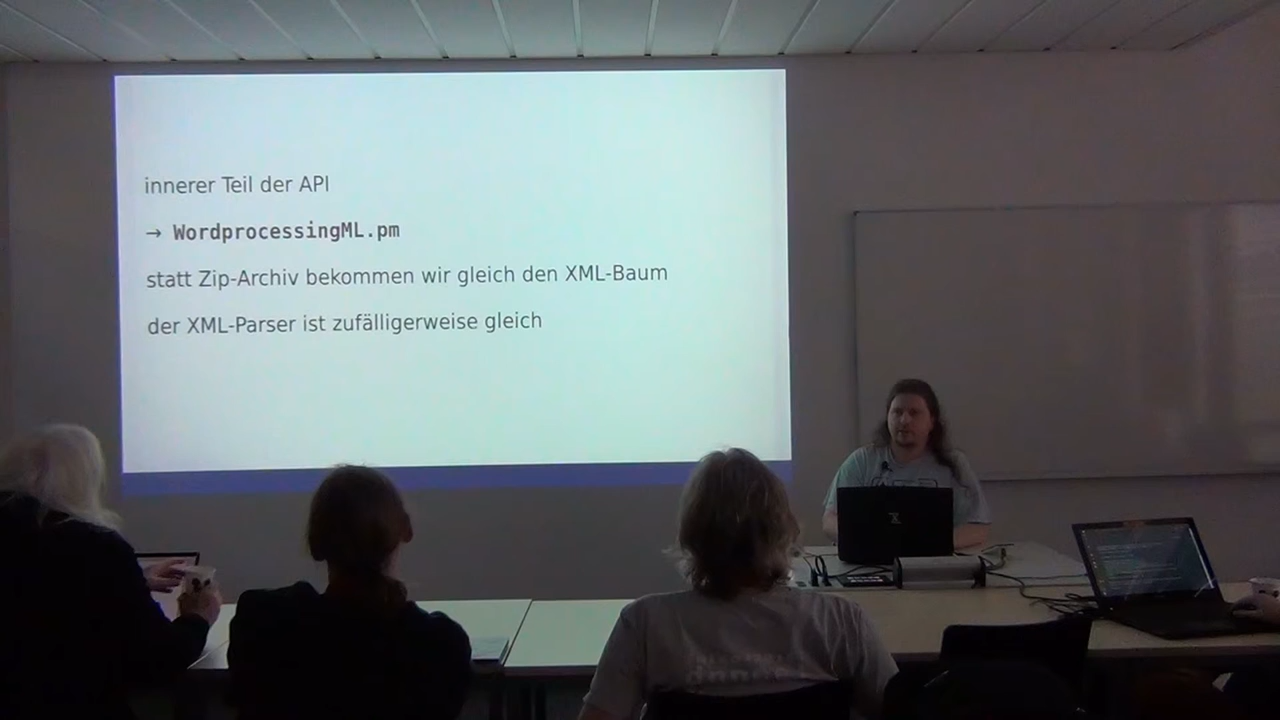 innerer Teil der API
→ WordprocessingML.pm
statt Zip-Archiv bekommen wir gleich den XML-Baum
der XML-Parser ist zufälligerweise gleich